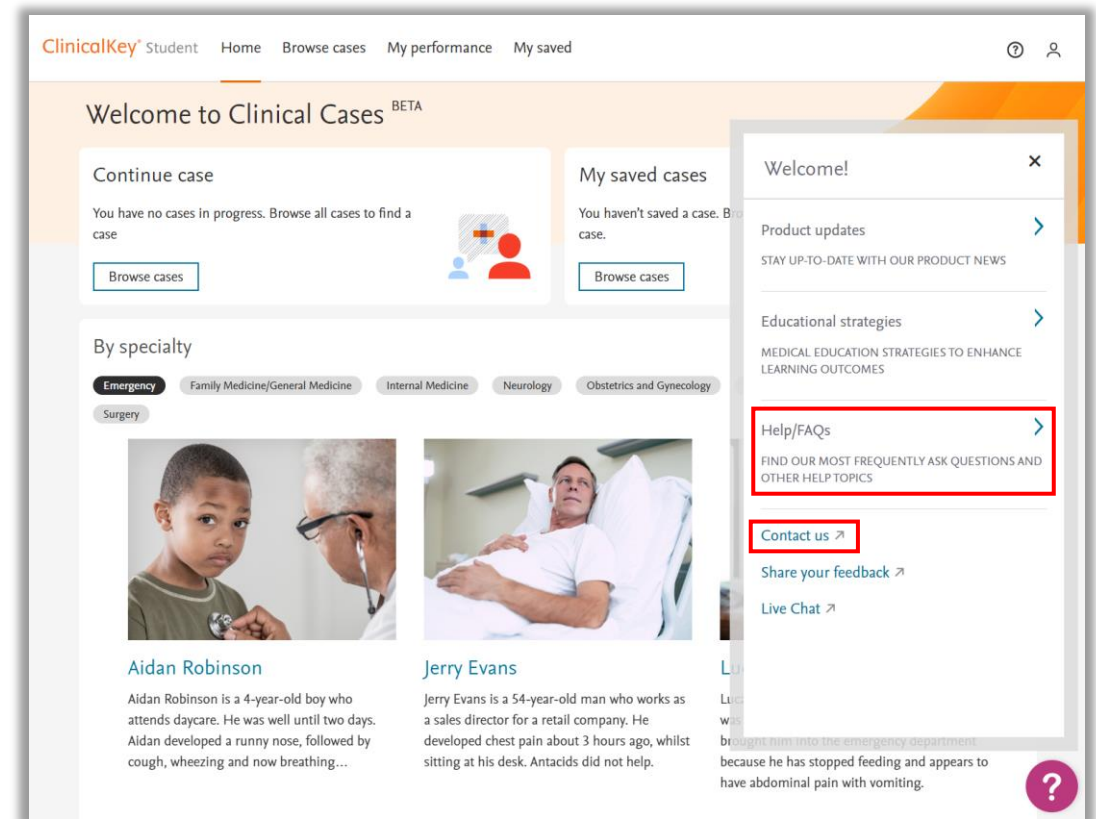 ClinicalKey® Student Home Browse cases My performance My saved
Welcome to Clinical Cases BETA
Continue case
You have no cases in progress. Browse all cases to find a
case
Browse cases
My saved cases
You haven't saved a case.
case.
Browse cases
By specialty
Emergency Family Medicine/General Medicine Internal Medicine Neurology Obstetrics and Gynecology
Surgery
Aidan Robinson
Aidan Robinson is a 4-year-old boy who
attends daycare. He was well until two days.
Aidan developed a runny nose, followed by
cough, wheezing and now breathing...
Jerry Evans
Jerry Evans is a 54-year-old man who works as
a sales director for a retail company. He
developed chest pain about 3 hours ago, whilst
sitting at his desk. Antacids did not help.
brought him into the emergency department
because he has stopped feeding and appears to
have abdominal pain with vomiting.
Welcome!
Product updates
STAY UP-TO-DATE WITH OUR PRODUCT NEWS
Educational strategies
MEDICAL EDUCATION STRATEGIES TO ENHANCE
LEARNING OUTCOMES
Help/FAQs
FIND OUR MOST FREQUENTLY ASK QUESTIONS AND
OTHER HELP TOPICS
Contact us
Share your feedback
Live Chat
?